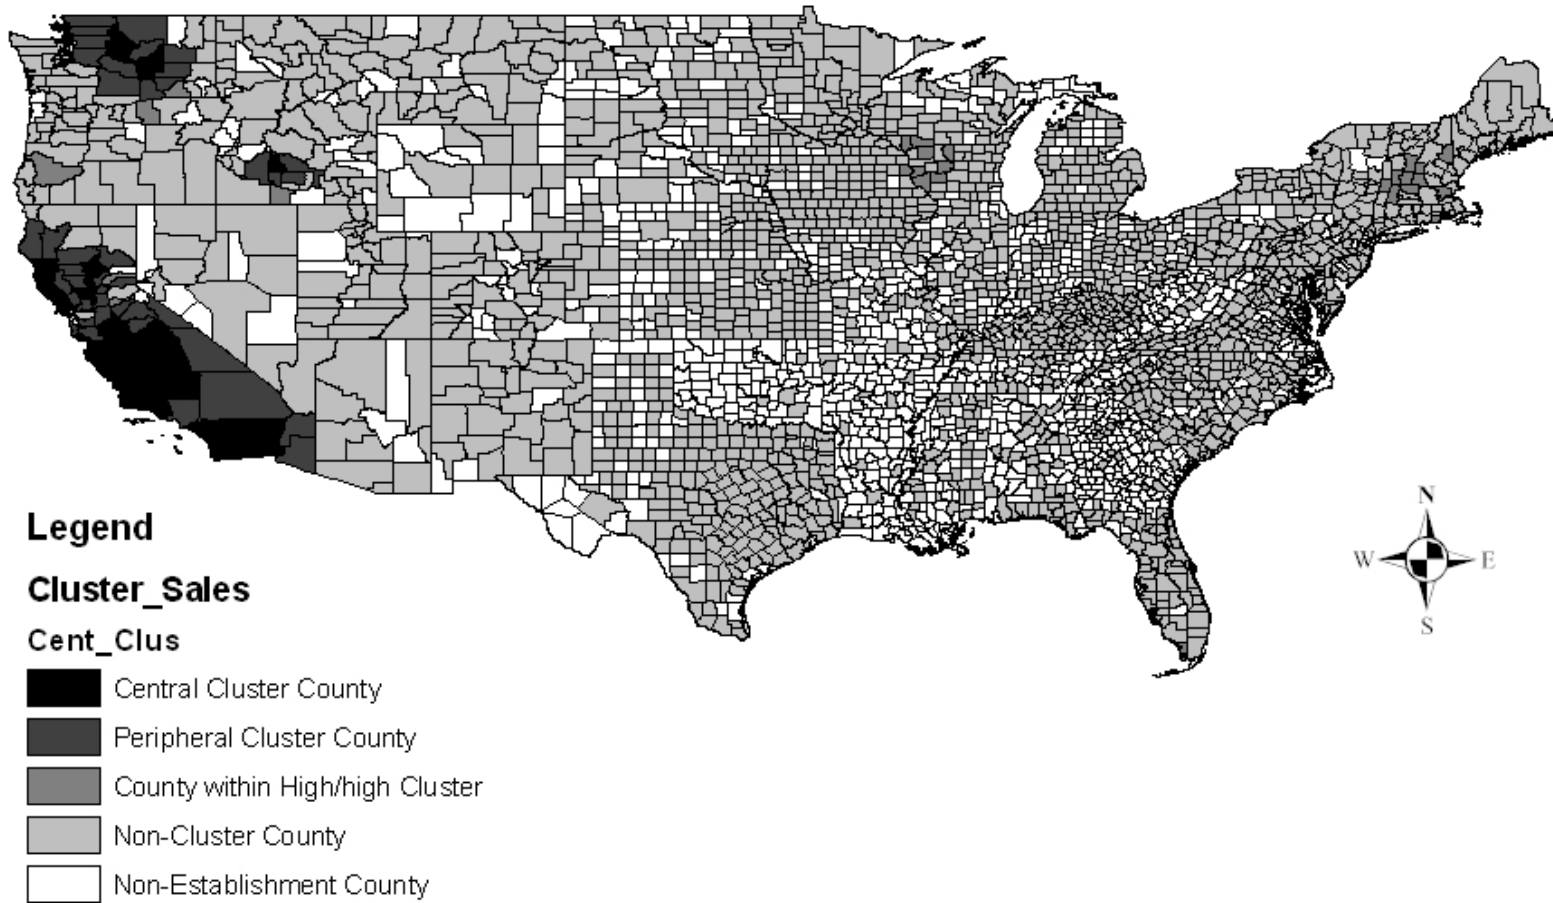 Legend
Cluster_Sales
Cent_Clus
Central Cluster County
Peripheral Cluster County
County within High/high Cluster
Non-Cluster County
Non-Establishment County
N
W E
S